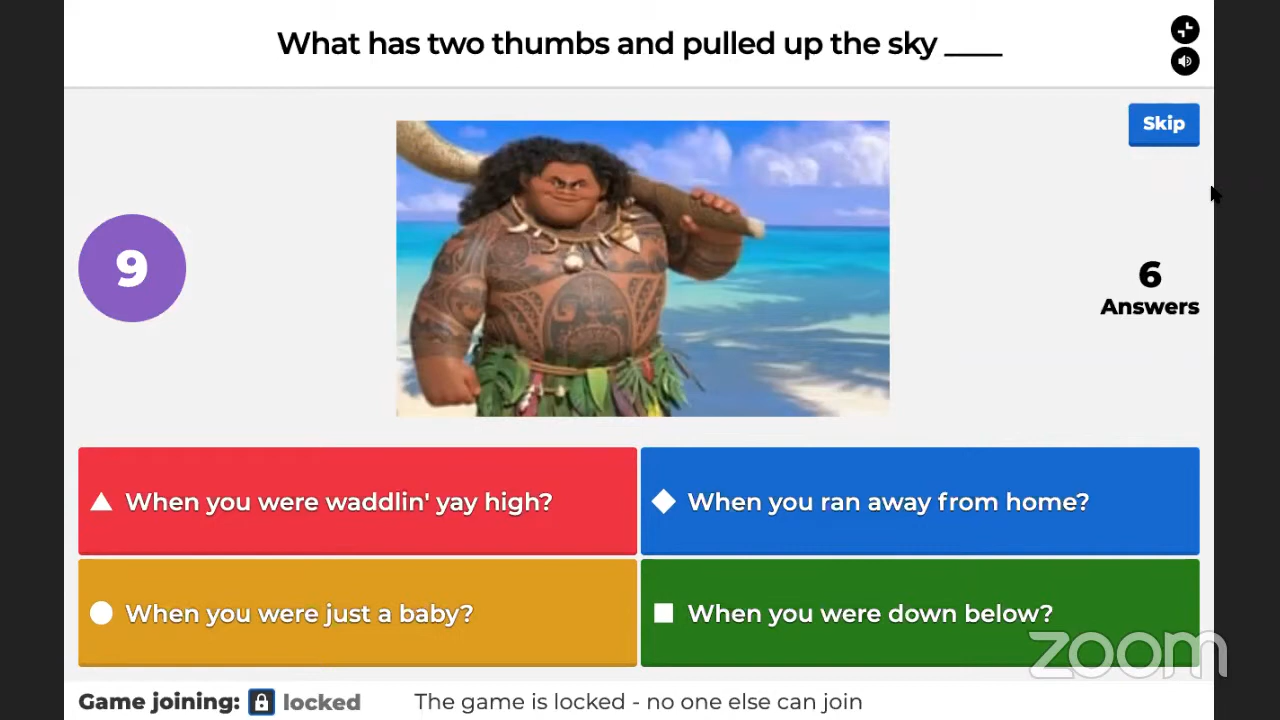 What has two thumbs and pulled up the sky ____
Skip
9
6
Answers
When you were waddlin' yay high?
When you ran away from home?
When you were just a baby?
When you were down below?
zoom
Game joining: locked The game is locked - no one else can join